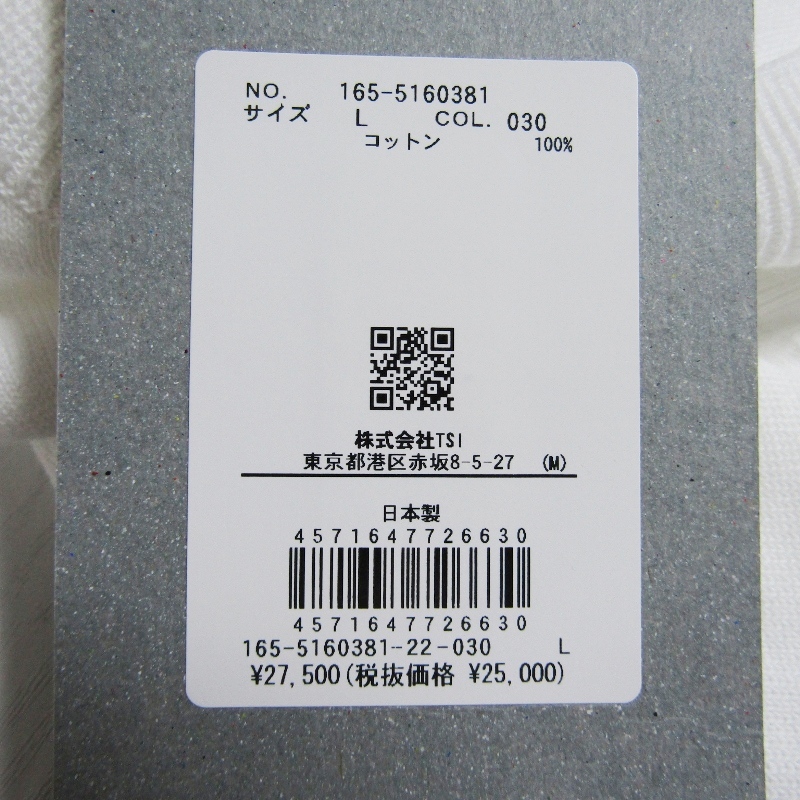 NO. 165-5160381
サイズ L COL. 030
コットン 100%
株式会社TSI
東京都港区赤坂8-5-27 (M)
日本製
4571647726630
4571647726630
165-5160381-22-030 L
¥27,500(税抜価格 ¥25,000)